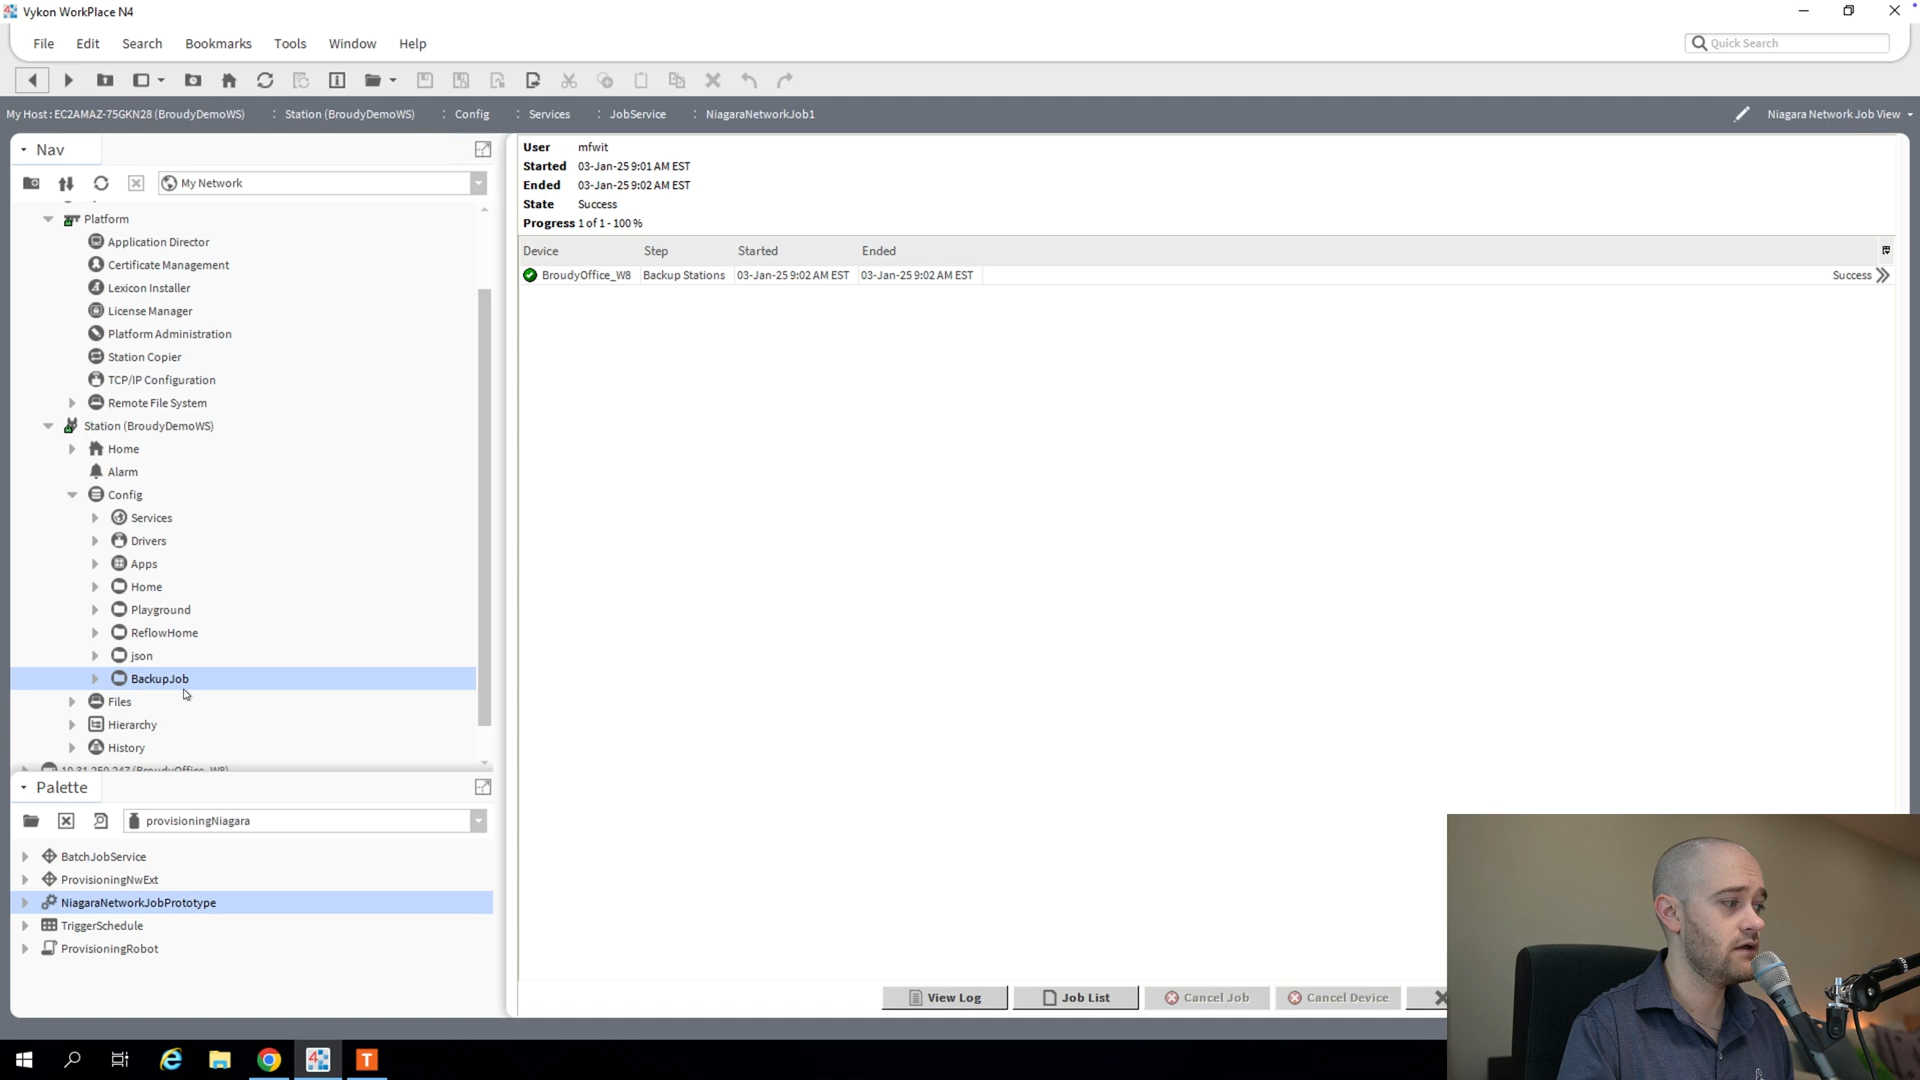 Vykon WorkPlace N4
File Edit Search Bookmarks Tools Window Help
Quick Search
My Host : EC2AMAZ-75GKN28 (BroudyDemoWS) : Station (BroudyDemoWS) : Config : Services : JobService : NiagaraNetworkJob1
Niagara Network Job View
Nav
My Network
Platform
Application Director
Certificate Management
Lexicon Installer
License Manager
Platform Administration
Station Copier
TCP/IP Configuration
Remote File System
Station (BroudyDemoWS)
Home
Alarm
Config
Services
Drivers
Apps
Home
Playground
ReflowHome
json
BackupJob
Files
Hierarchy
History
10.31.250.247 (BroudyOffice_W8)
Palette
provisioningNiagara
BatchJobService
ProvisioningNwExt
NiagaraNetworkJobPrototype
TriggerSchedule
ProvisioningRobot
User mfwit
Started 03-Jan-25 9:01 AM EST
Ended 03-Jan-25 9:02 AM EST
State Success
Progress 1 of 1 - 100 %
Device Step Started Ended
BroudyOffice_W8 Backup Stations 03-Jan-25 9:02 AM EST 03-Jan-25 9:02 AM EST Success
View Log Job List Cancel Job Cancel Device
T